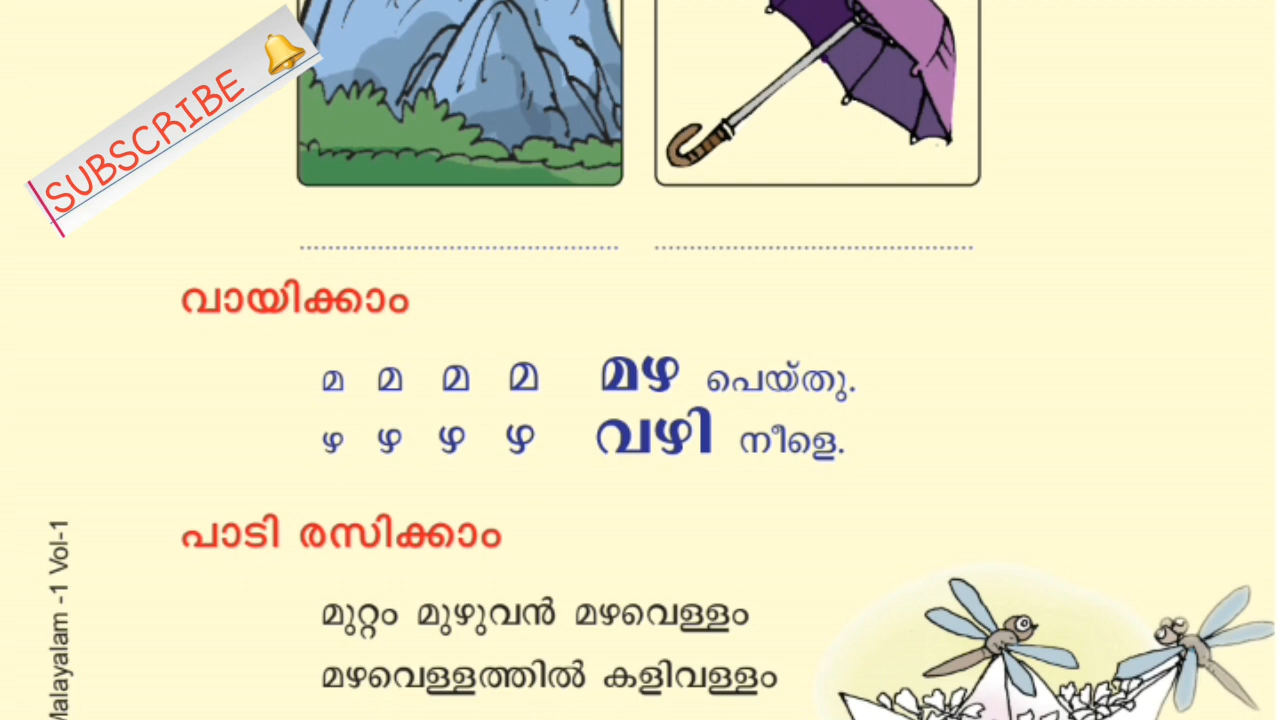 SUBSCRIBE
വായിക്കാം
മ മ മ മ മഴ പെയ്തു.
ഴ ഴ ഴ ഴ വഴി നീളെ.
പാടി രസിക്കാം
മുറ്റം മുഴുവൻ മഴവെള്ളം
മഴവെള്ളത്തിൽ കളിവള്ളം
Malayalam -1 Vol-1